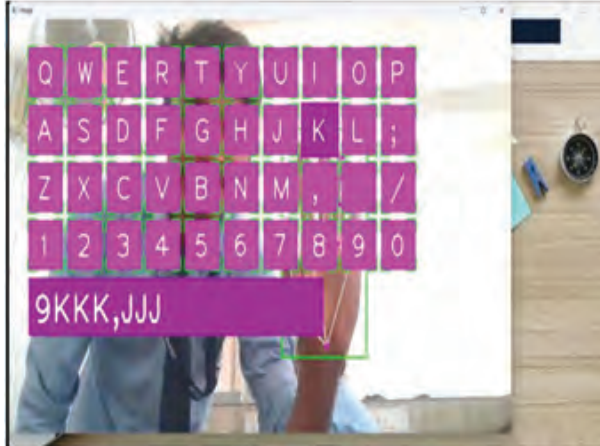 Q W E R T Y U I O P
A S D F G H J K L ;
Z X C V B N M , /
1 2 3 4 5 6 7 8 9 0
9KKK,JJJ